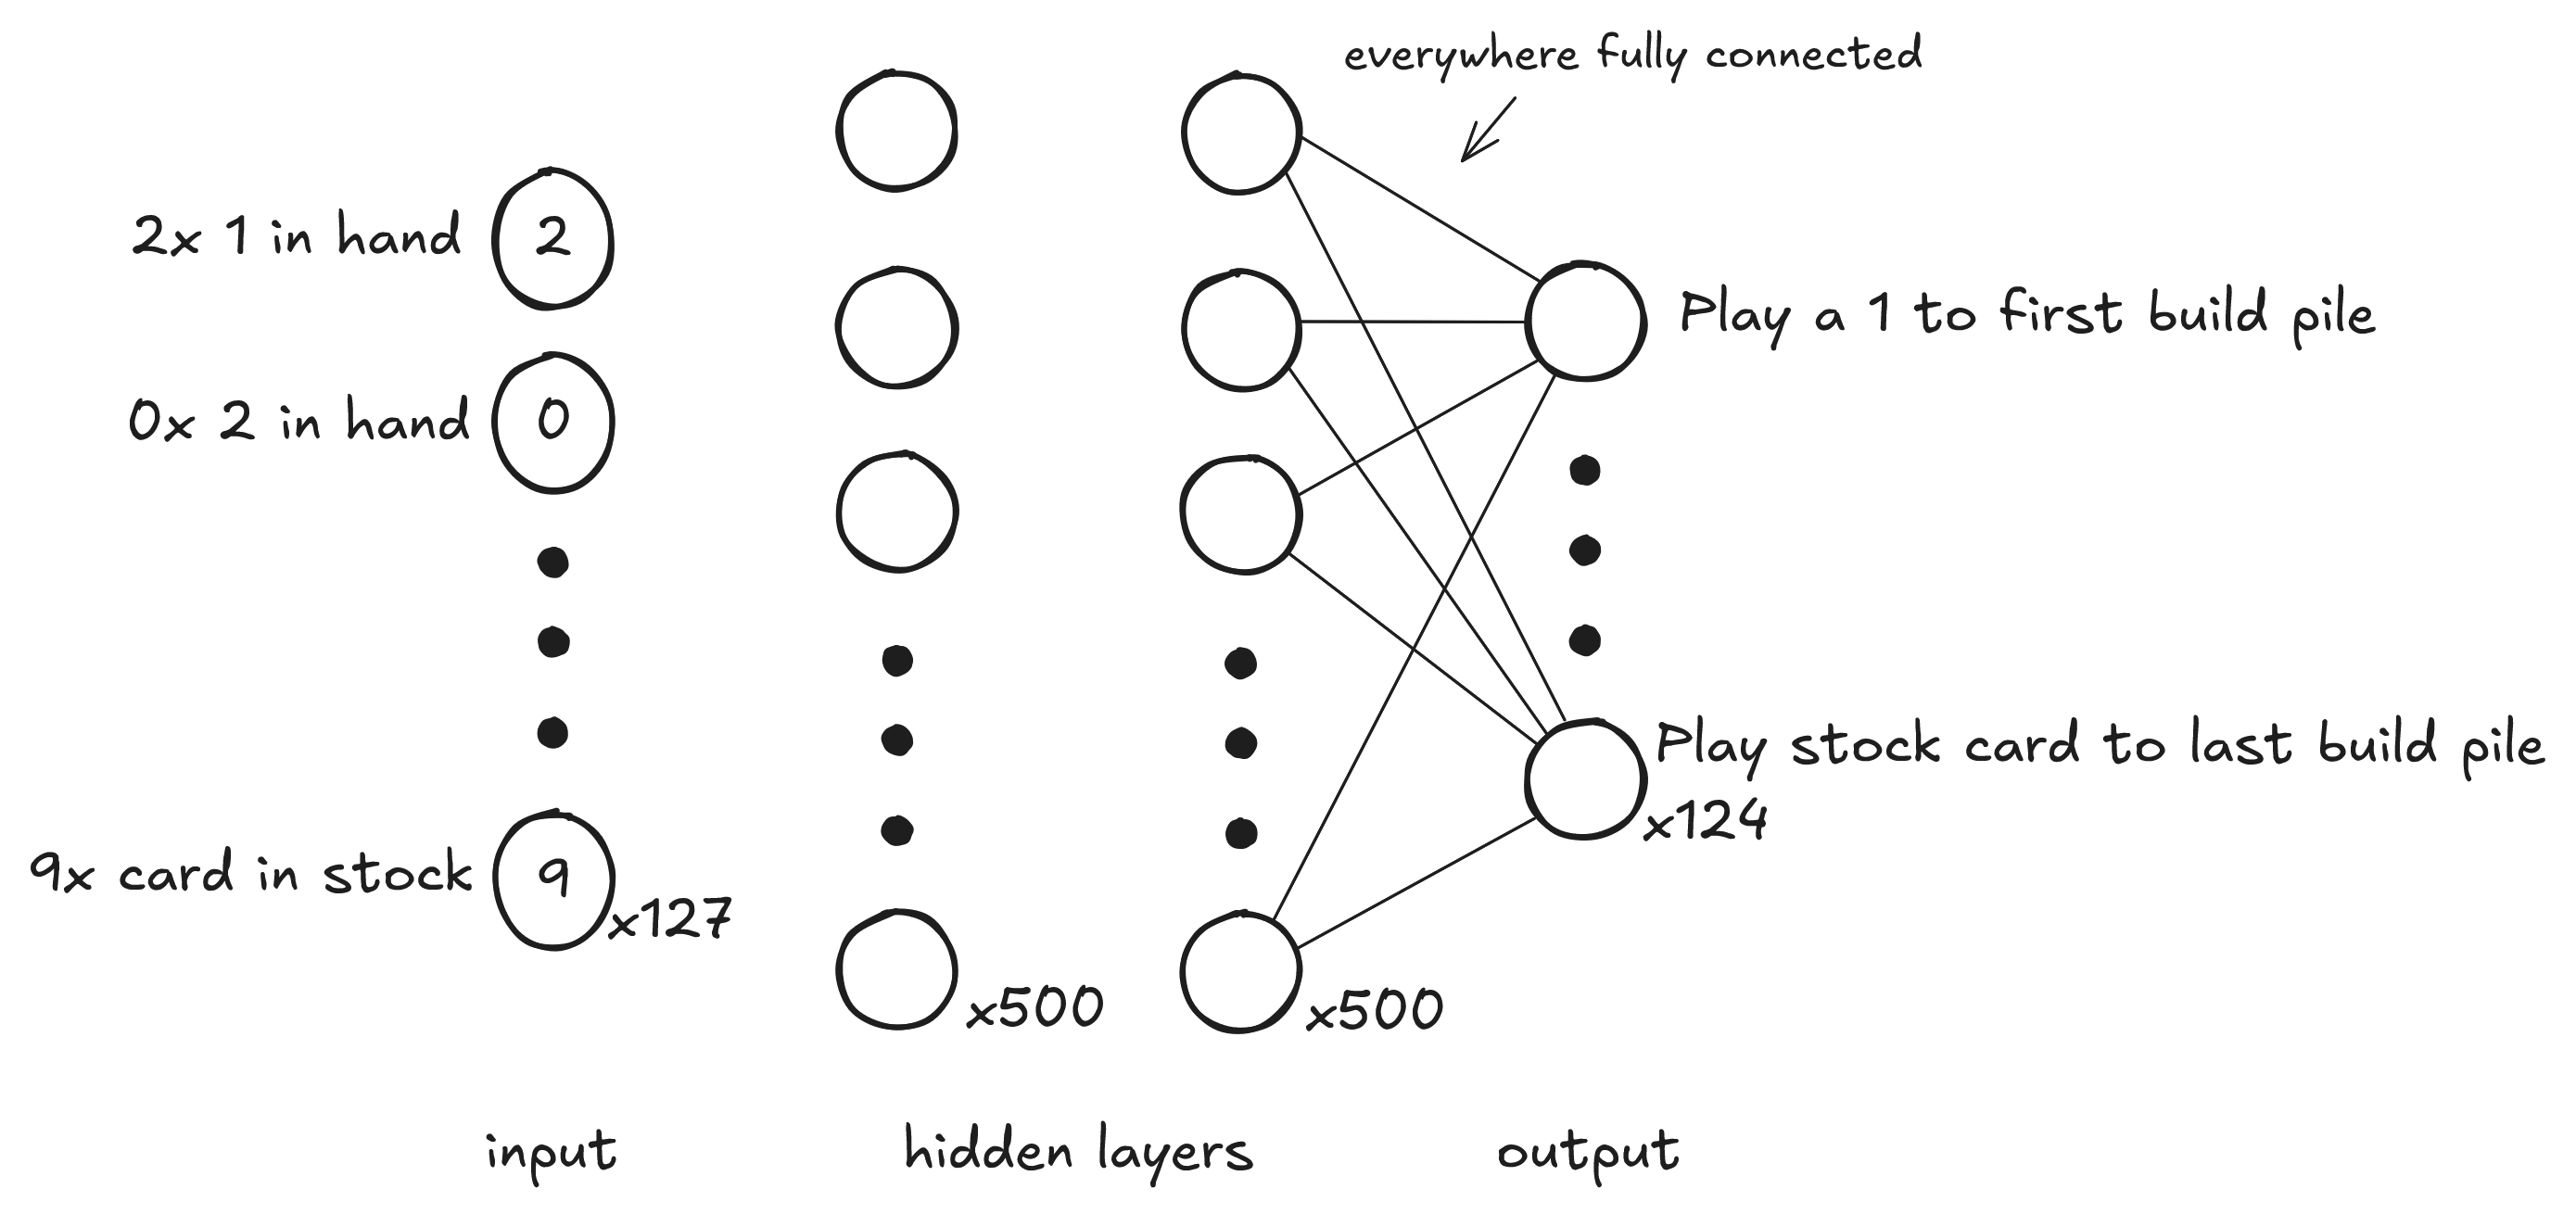 everywhere fully connected
2x 1 in hand
2
0x 2 in hand
0
9x card in stock
9
x127
x500
x500
Play a 1 to first build pile
Play stock card to last build pile
x124
input
hidden layers
output